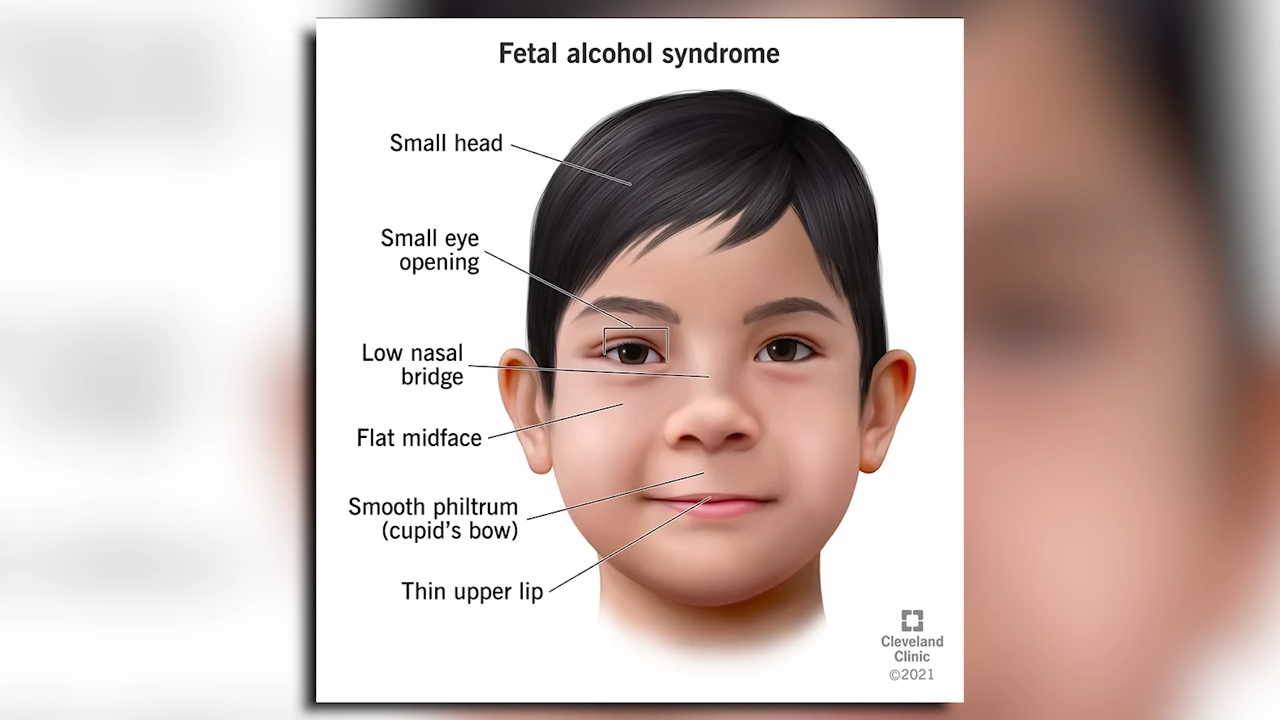 Fetal alcohol syndrome
Small head
Small eye
opening
Low nasal
bridge
Flat midface
Smooth philtrum
(cupid's bow)
Thin upper lip
Cleveland
Clinic
©2021